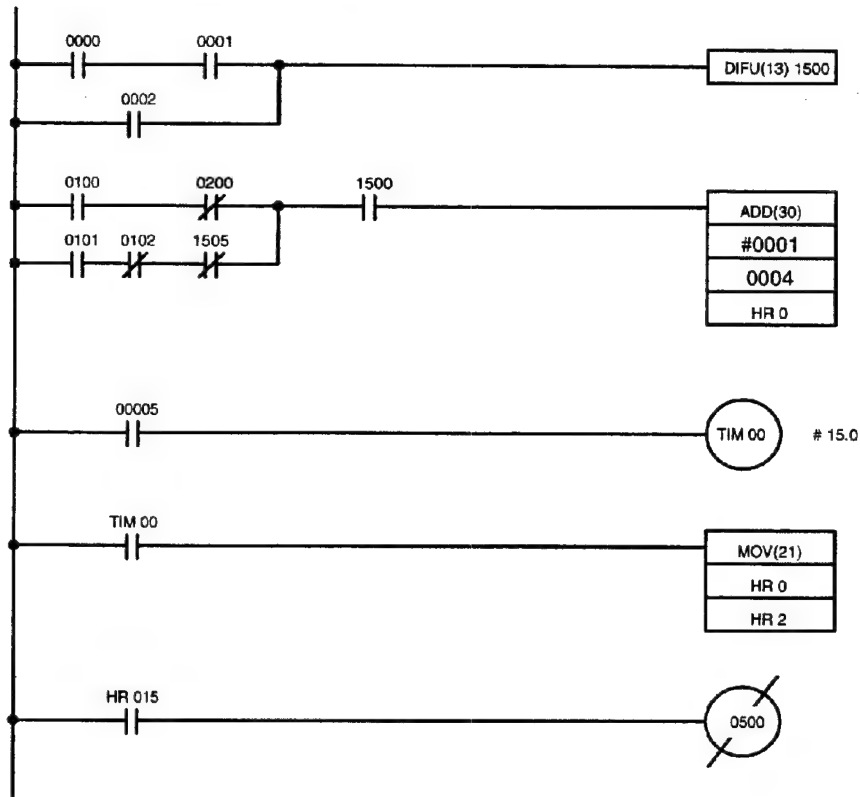 0000 0001
DIFU(13) 1500
0002
0100 0200 1500
ADD(30)
#0001
0004
HR 0
0101 0102 1505
00005
TIM 00 # 15.0
TIM 00
MOV(21)
HR 0
HR 2
HR 015
0500